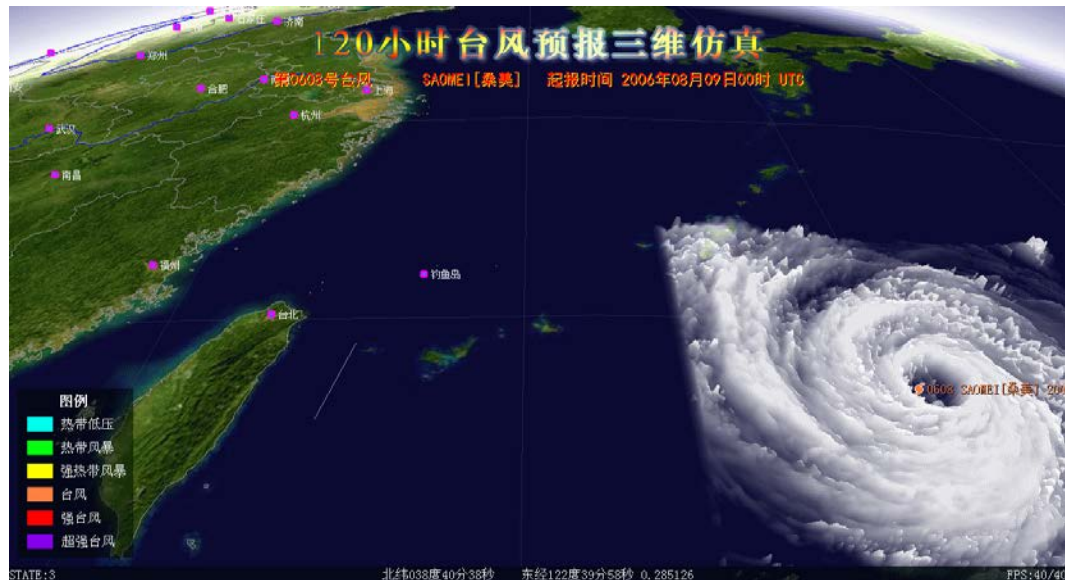 石家庄
济南
郑州
120小时台风预报三维仿真
第0608号台风 SAOMEI[桑美] 起报时间 2006年08月09日00时 UTC
合肥
上海
杭州
武汉
南昌
福州
钓鱼岛
台北
0608 SAOMEI[桑美] 200
图例
热带低压
热带风暴
强热带风暴
台风
强台风
超强台风
STATE:3 北纬038度40分38秒 东经122度39分58秒 0.285126 FPS:40/40